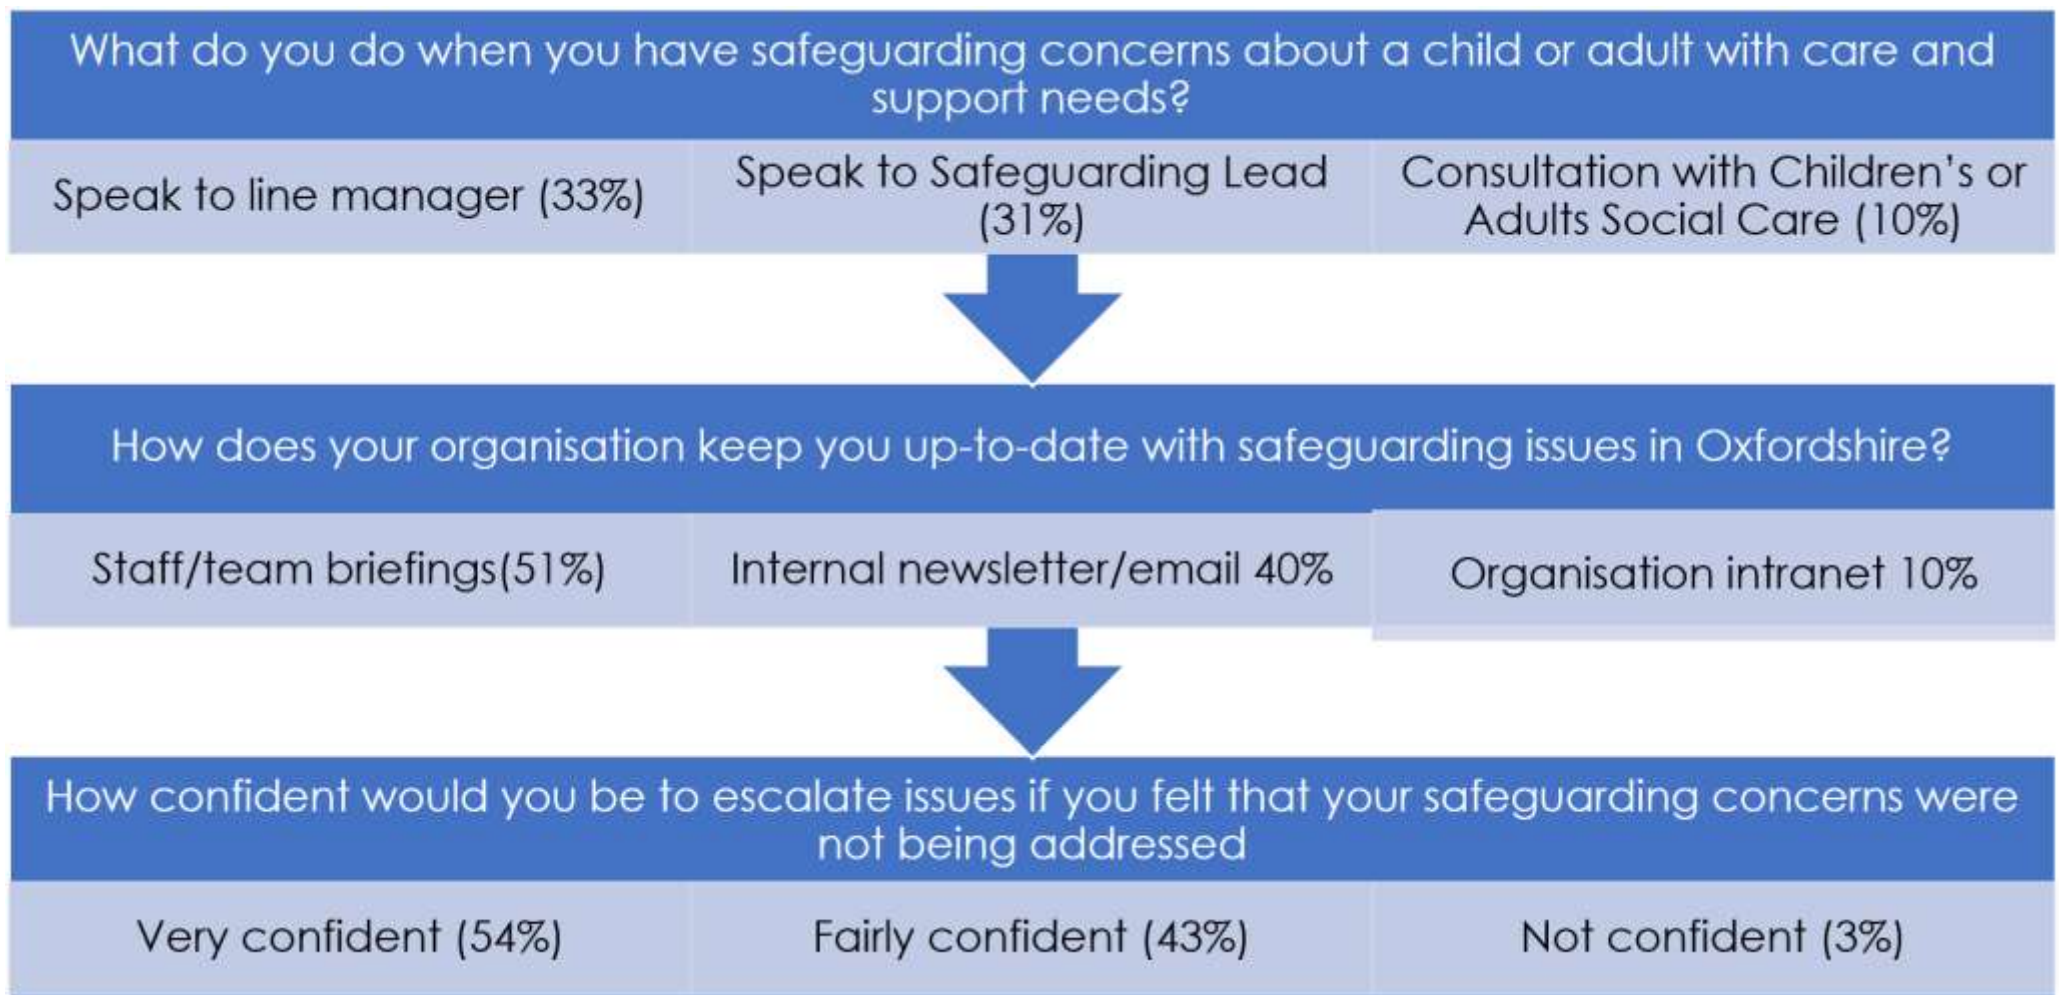 What do you do when you have safeguarding concerns about a child or adult with care and
support needs?
Speak to line manager (33%)
Speak to Safeguarding Lead
(31%)
Consultation with Children’s or
Adults Social Care (10%)
How does your organisation keep you up-to-date with safeguarding issues in Oxfordshire?
Staff/team briefings(51%)
Internal newsletter/email 40%
Organisation intranet 10%
How confident would you be to escalate issues if you felt that your safeguarding concerns were
not being addressed
Very confident (54%)
Fairly confident (43%)
Not confident (3%)